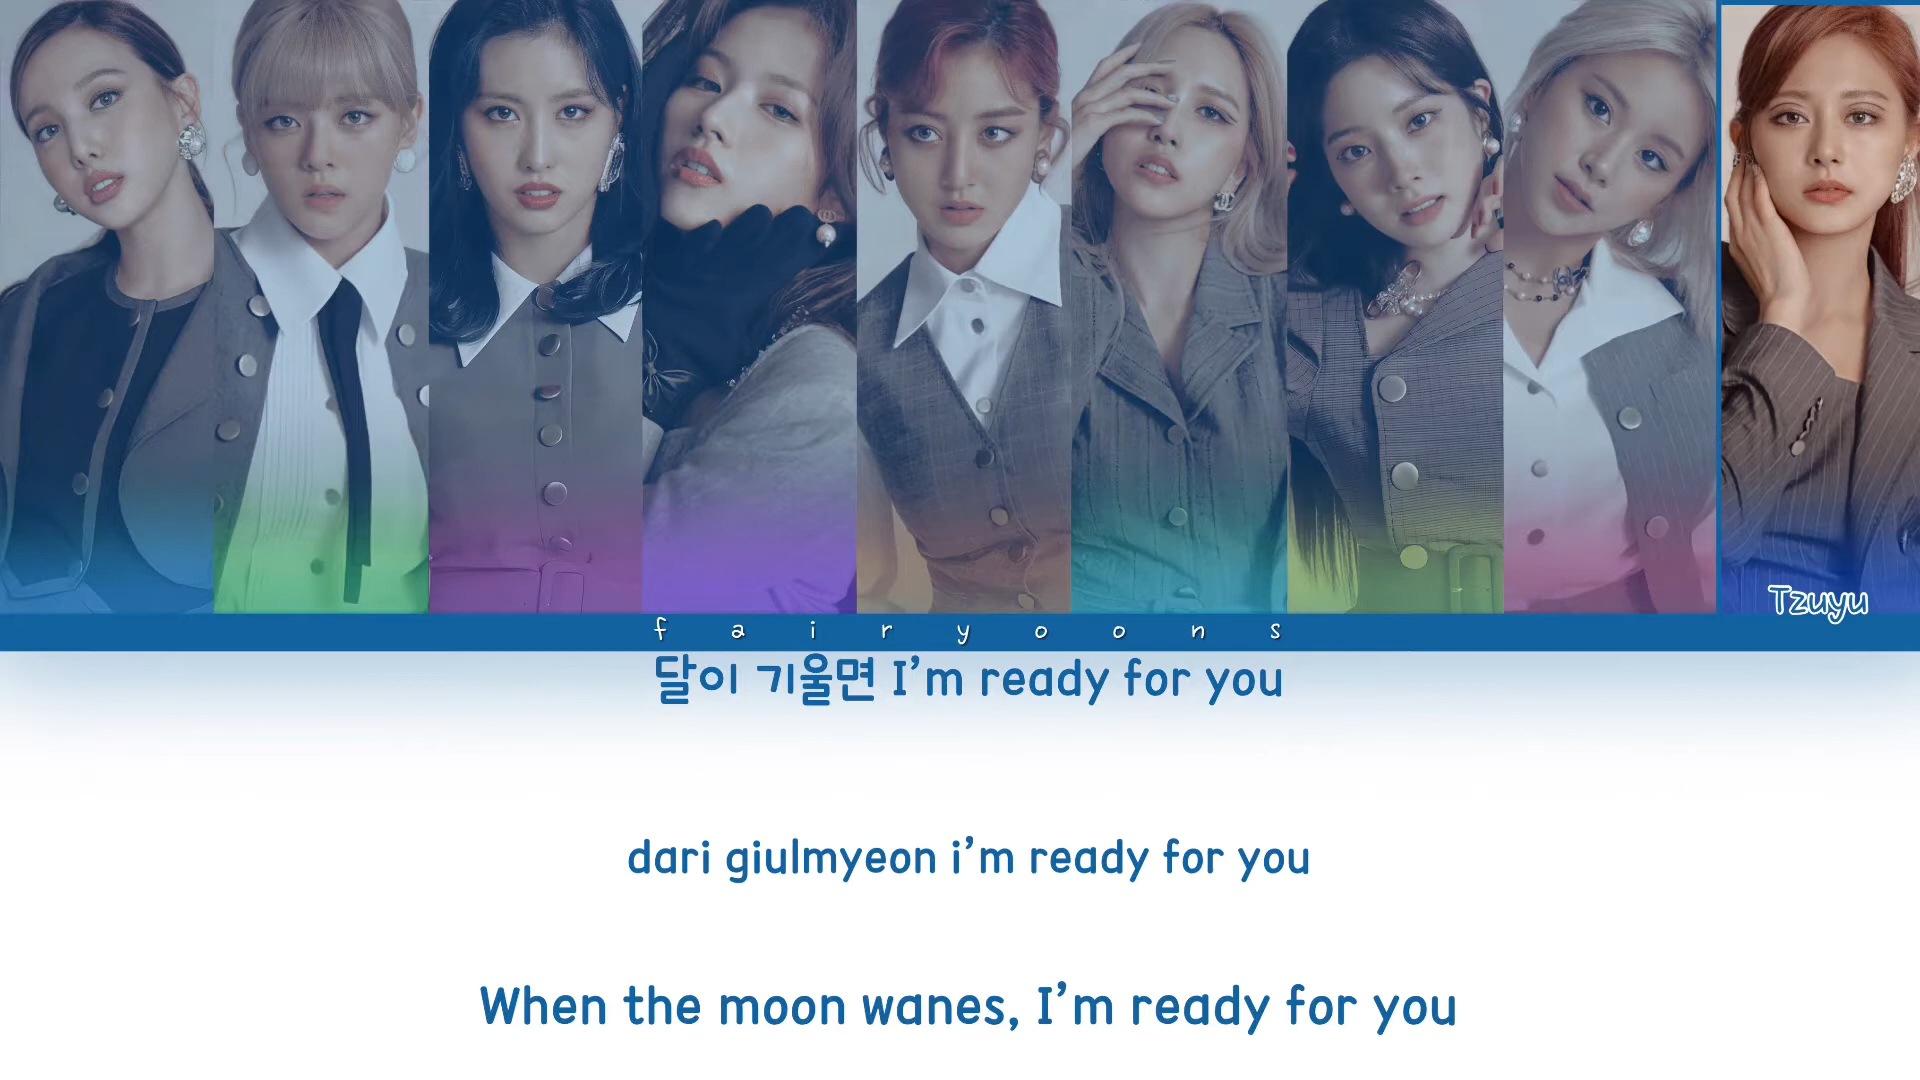 Tzuyu
fairyoons
달이 기울면 I'm ready for you
dari giulmyeon i'm ready for you
When the moon wanes, I'm ready for you